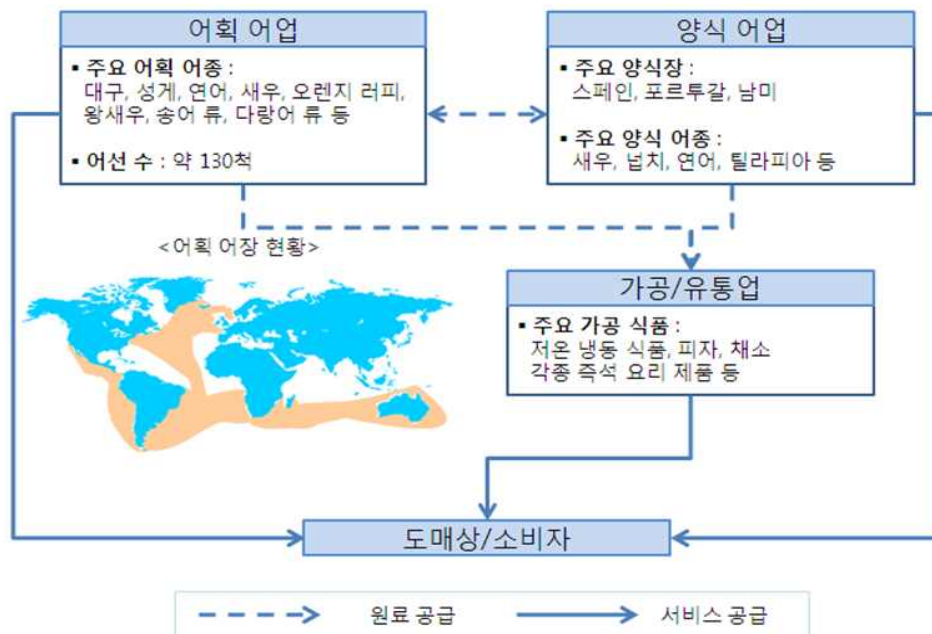 어획 어업
▪ 주요 어획 어종 :
대구, 성게, 연어, 새우, 오렌지 러피,
왕새우, 송어 류, 다랑어 류 등
▪ 어선 수 : 약 130척
양식 어업
▪ 주요 양식장 :
스페인, 포르투갈, 남미
▪ 주요 양식 어종 :
새우, 넙치, 연어, 틸라피아 등
<어획 어장 현황>
가공/유통업
▪ 주요 가공 식품 :
저온 냉동 식품, 피자, 채소
각종 즉석 요리 제품 등
도매상/소비자
원료 공급
서비스 공급